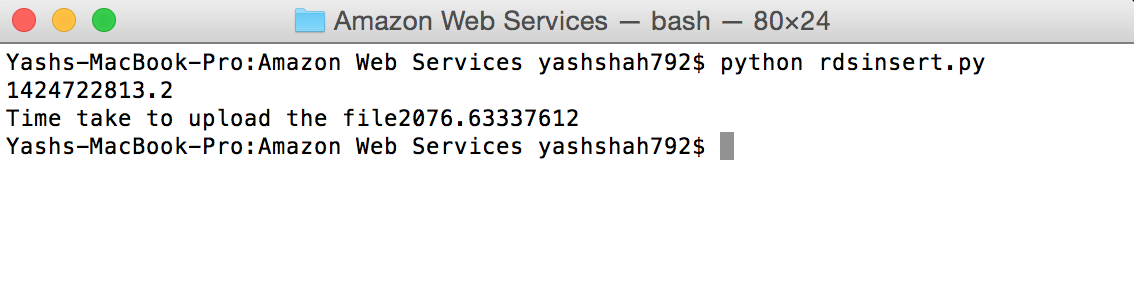 Amazon Web Services — bash — 80×24
Yashs-MacBook-Pro:Amazon Web Services yashshah792$ python rdsinsert.py
1424722813.2
Time take to upload the file2076.63337612
Yashs-MacBook-Pro:Amazon Web Services yashshah792$